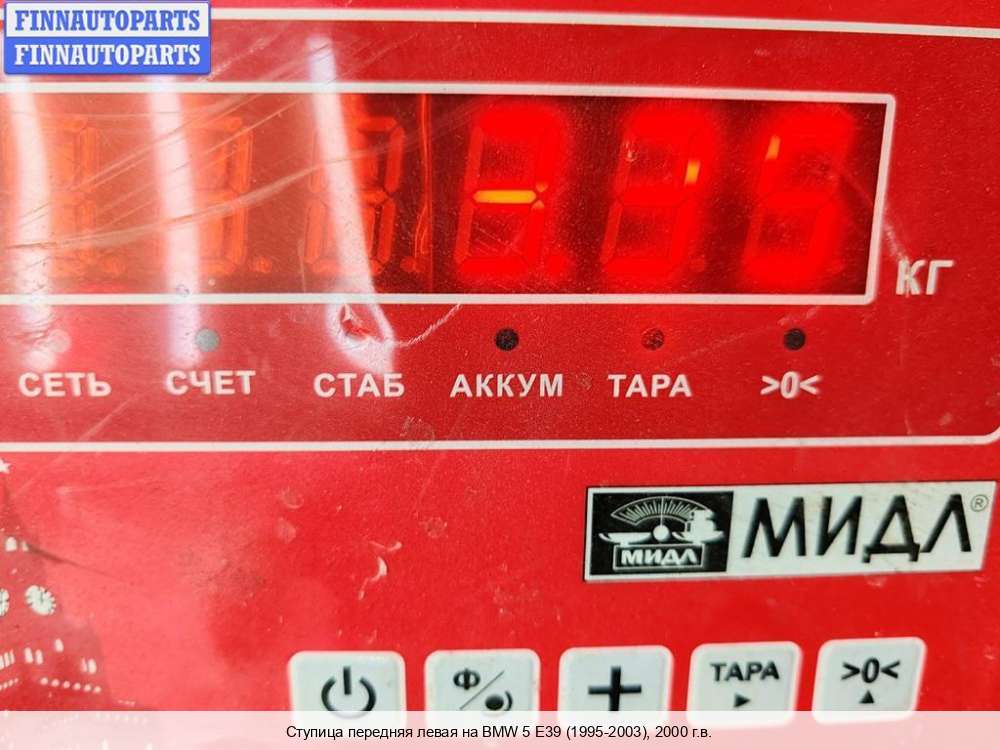 FINNAUTOPARTS
FINNAUTOPARTS
КГ
СЕТЬ СЧЕТ СТАБ АККУМ ТАРА >0<
МИДЛ МИДЛ®
Ф ТАРА >0<
Ступица передняя левая на BMW 5 E39 (1995-2003), 2000 г.в.